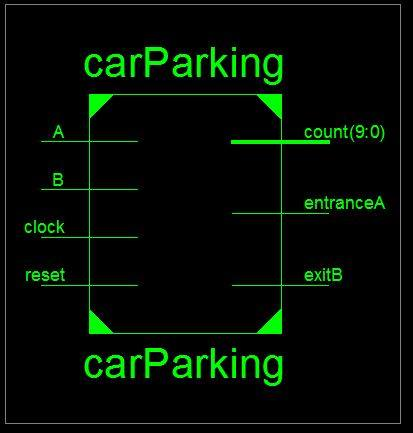 carParking
A
count(9:0)
B
entranceA
clock
reset
exitB
carParking